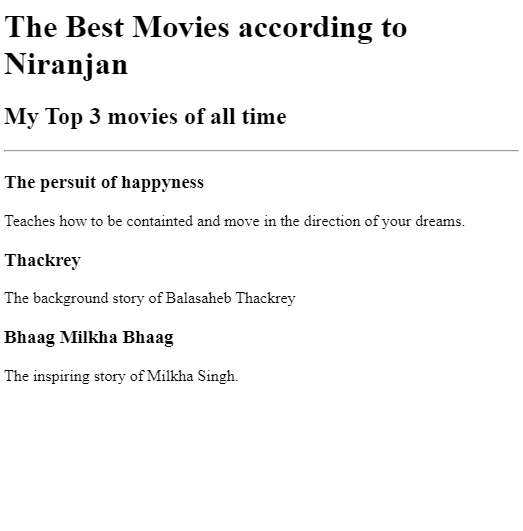 The Best Movies according to
Niranjan
My Top 3 movies of all time
The persuit of happyness
Teaches how to be containted and move in the direction of your dreams.
Thackrey
The background story of Balasaheb Thackrey
Bhaag Milkha Bhaag
The inspiring story of Milkha Singh.